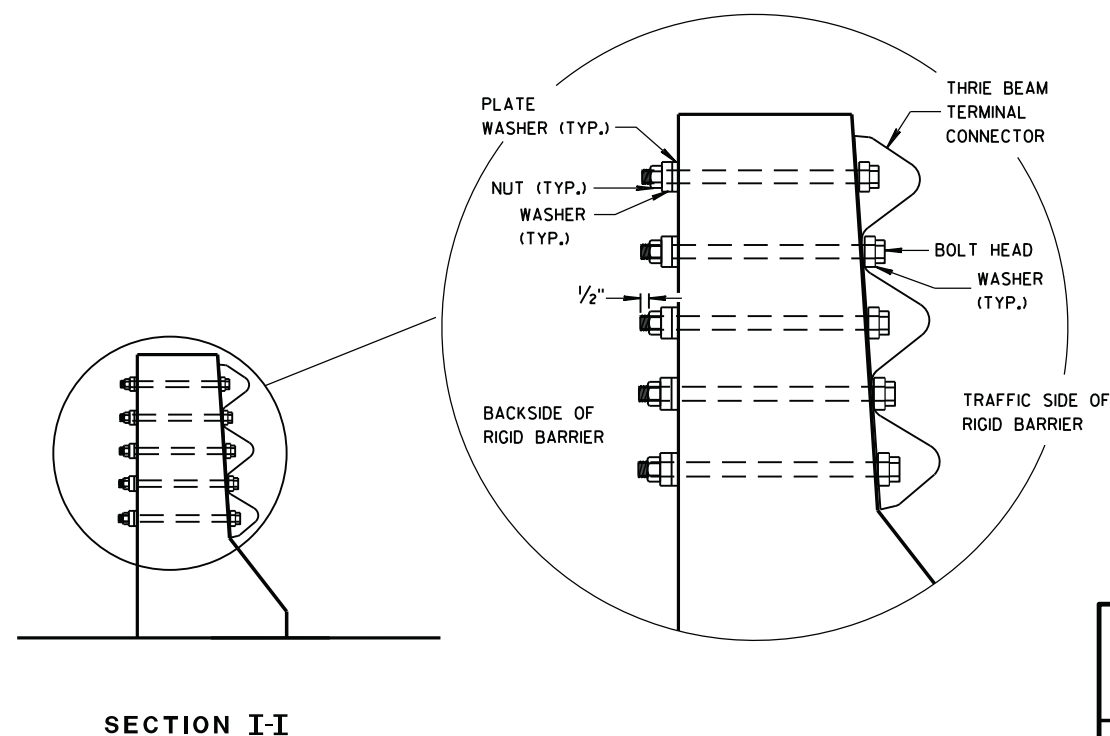 PLATE
WASHER (TYP.)
NUT (TYP.)
WASHER
(TYP.)
1/2"
BACKSIDE OF
RIGID BARRIER
THRIE BEAM
TERMINAL
CONNECTOR
BOLT HEAD
WASHER
(TYP.)
TRAFFIC SIDE OF
RIGID BARRIER
SECTION I-I